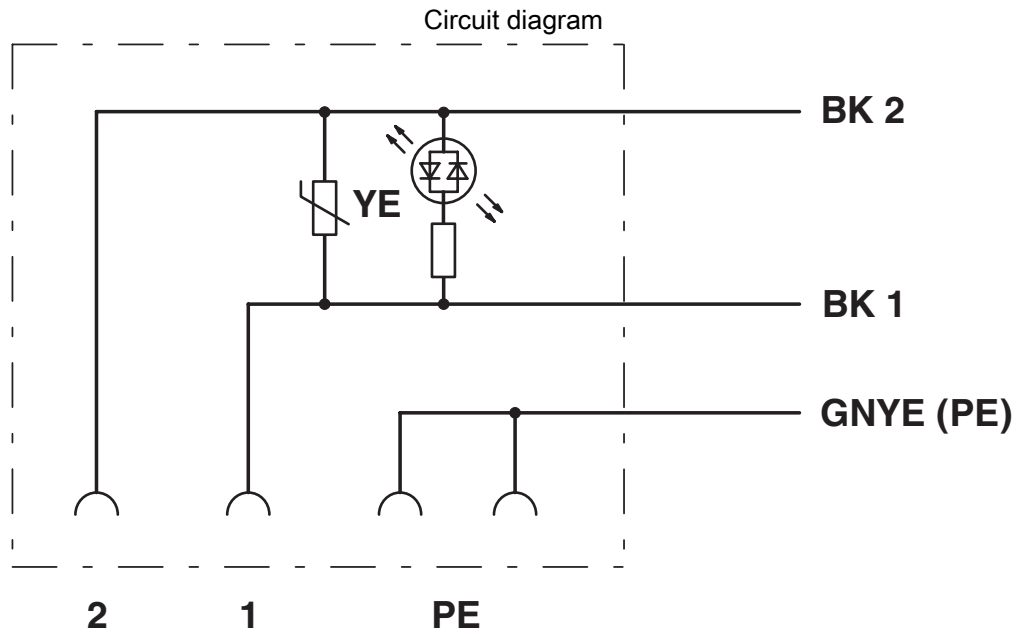 Circuit diagram
BK 2
YE
BK 1
GNYE (PE)
2 1 PE